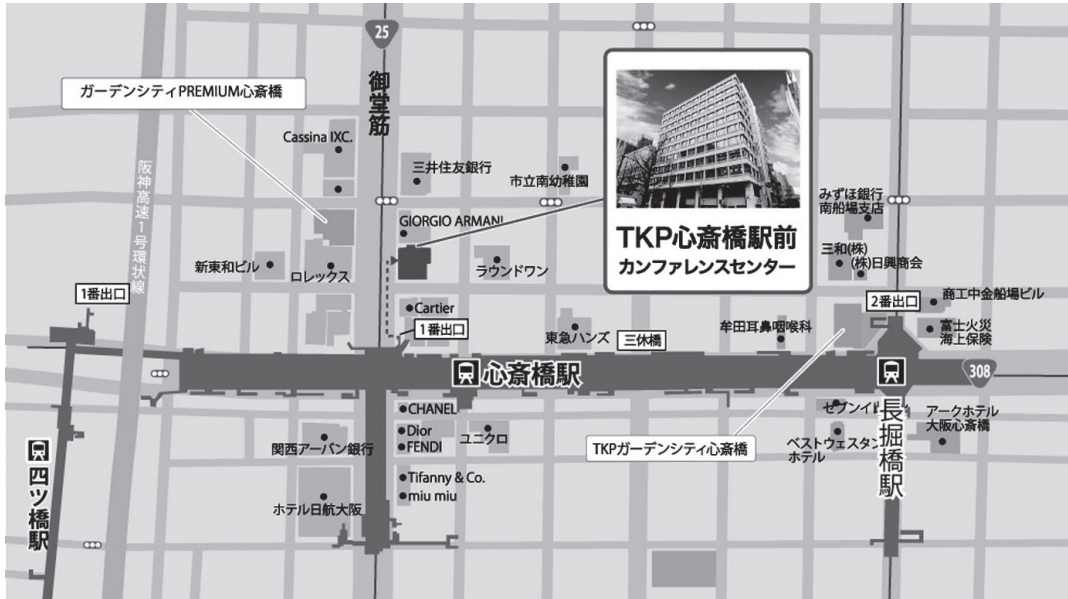 25
御堂筋
ガーデンシティPREMIUM心斎橋
Cassina IXC.
三井住友銀行
市立南幼稚園
阪神高速1号環状線
GIORGIO ARMANI
TKP心斎橋駅前
カンファレンスセンター
みずほ銀行
南船場支店
三和(株)
(株)日興商会
新東和ビル
ロレックス
ラウンドワン
1番出口
Cartier
1番出口
東急ハンズ
三休橋
牟田耳鼻咽喉科
2番出口
商工中金船場ビル
富士火災
海上保険
心斎橋駅
308
長堀橋駅
CHANEL
Dior
FENDI
ユニクロ
関西アーバン銀行
Tiffany & Co.
miu miu
ホテル日航大阪
TKPガーデンシティ心斎橋
セブンイレ
ベストウェスタン
ホテル
アークホテル
大阪心斎橋
四ツ橋駅